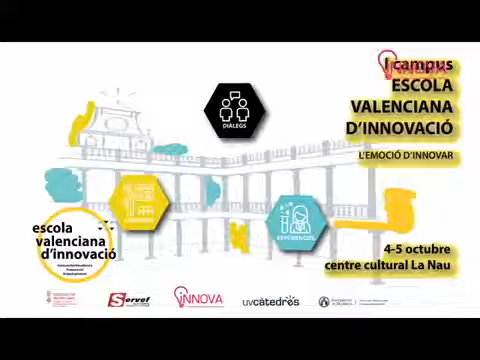 I campus
INNOVA
ESCOLA
VALENCIANA
D'INNOVACIÓ
L'EMOCIÓ D'INNOVAR
DIÀLEGS
EXPERIÈNCIES
escola
valenciana
d'innovació
4-5 octubre
centre cultural La Nau
Servef
INNOVA
uvcàtedres